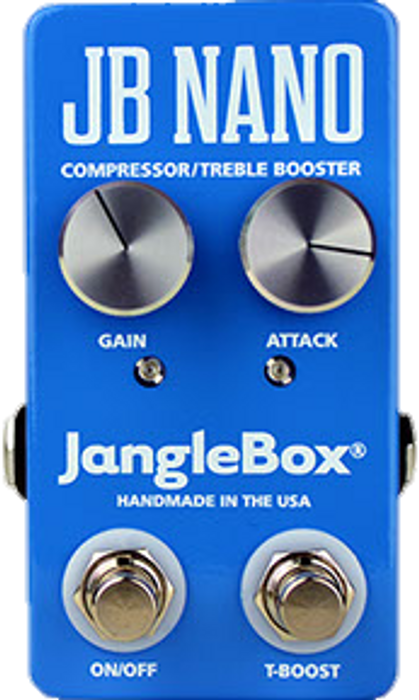 JB NANO
COMPRESSOR/TREBLE BOOSTER
GAIN ATTACK
JangleBox®
HANDMADE IN THE USA
ON/OFF T-BOOST